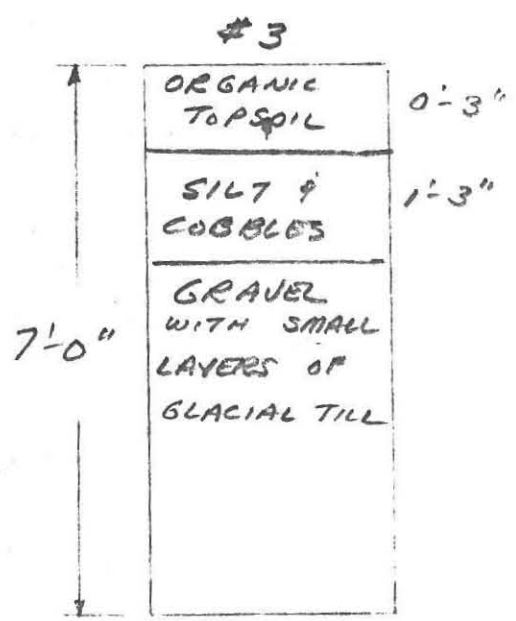 #3
ORGANIC
TOPSOIL
0'-3"
SILT &
COBBLES
1'-3"
GRAVEL
WITH SMALL
LAYERS OF
GLACIAL TILL
7'-0"